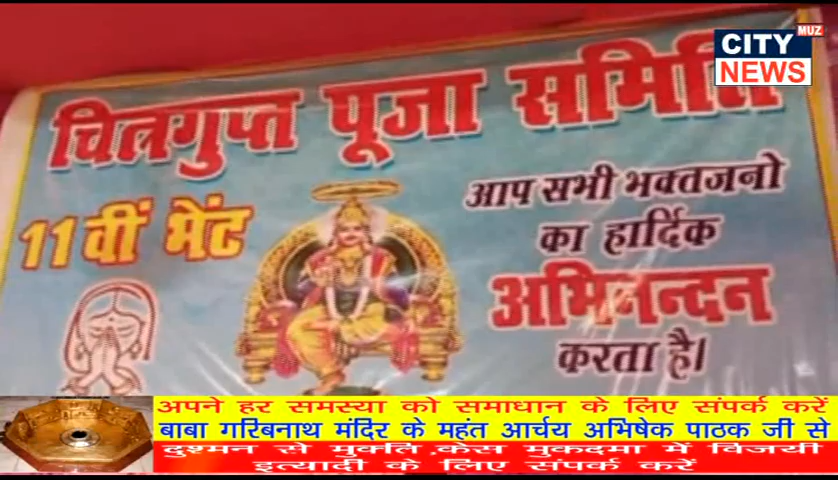 CITY MUZ
NEWS
चित्रगुप्त पूजा समिति
11 वीं भेंट
आप सभी भक्तजनो
का हार्दिक
अभिनन्दन
करता है।
अपने हर समस्या को समाधान के लिए संपर्क करें
बाबा गरिबनाथ मंदिर के महंत आर्चय अभिषेक पाठक जी से
दुश्मन से मुक्ति ,केस मुकदमा में विजयी
इत्यादी के लिए संपर्क करें